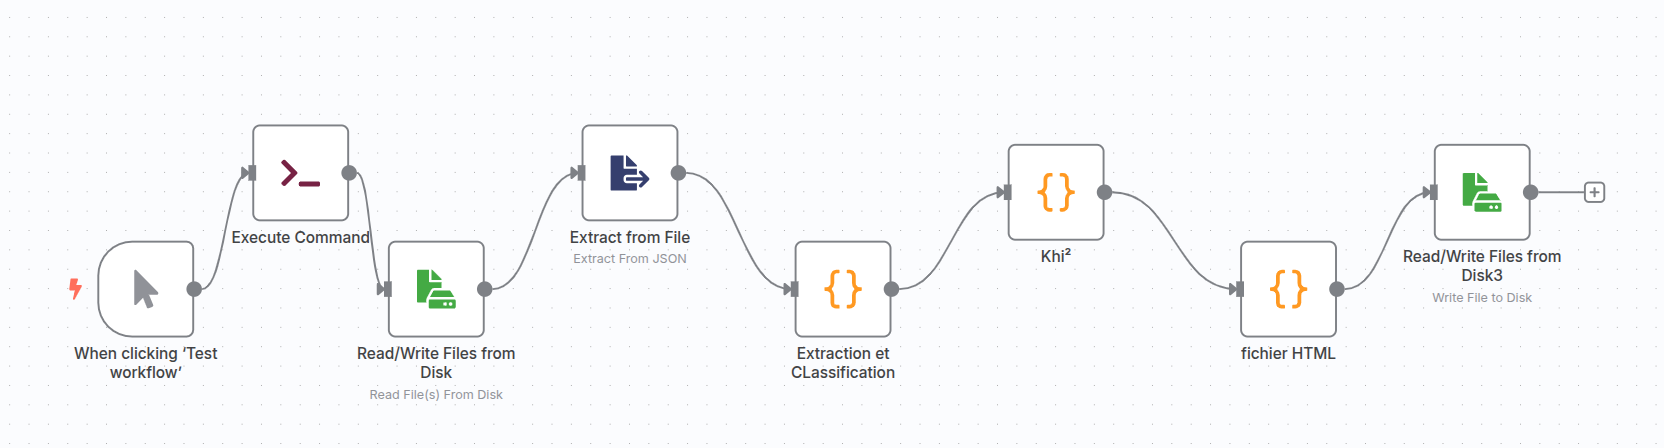 When clicking ‘Test
workflow’
Execute Command
Read/Write Files from
Disk
Read File(s) From Disk
Extract from File
Extract From JSON
Extraction et
CLassification
Khi²
fichier HTML
Read/Write Files from
Disk3
Write File to Disk